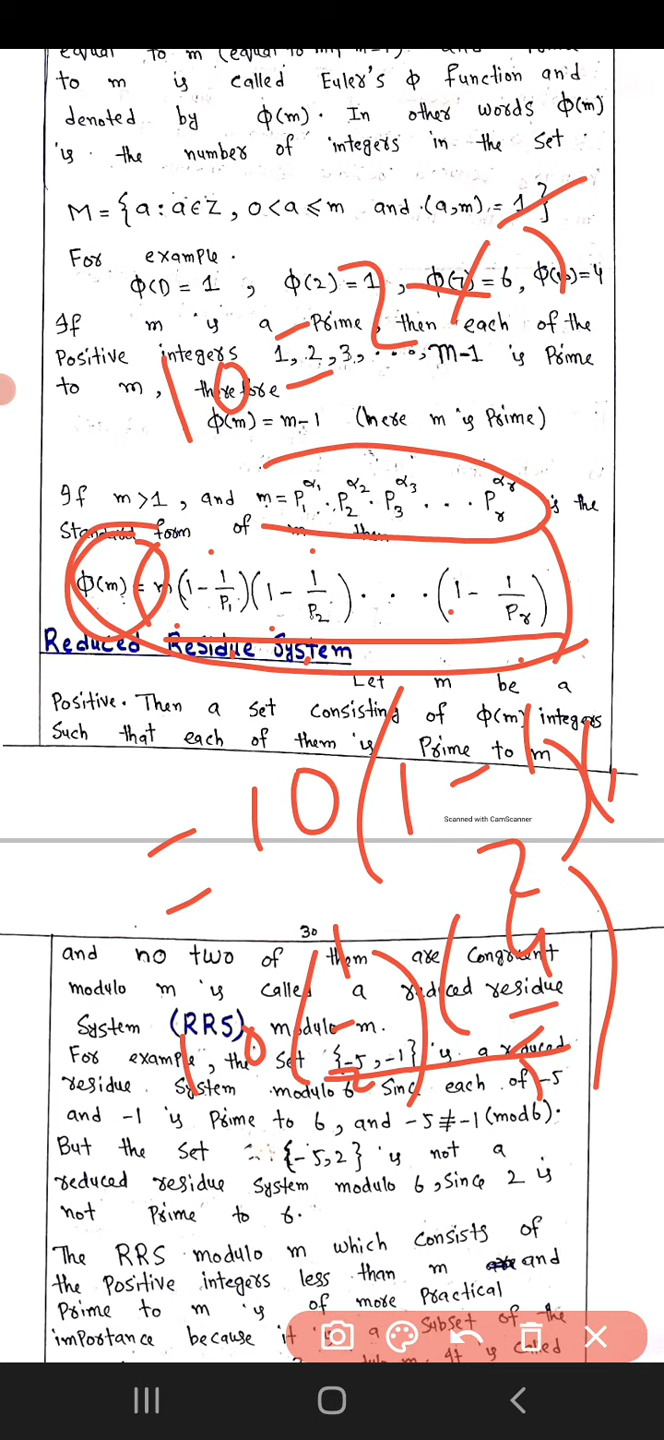 to m is called Euler's φ function and
denoted by φ(m). In other words φ(m)
is the number of integers in the set
M = {a : a ∈ Z, 0 < a ≤ m and (a,m) = 1}
For example.
φ(1) = 1, φ(2) = 1, φ(7) = 6, φ(10) = 4
If m is a Prime, then each of the
Positive integers 1, 2, 3, ..., m-1 is Prime
to m, therefore
φ(m) = m-1 (here m is Prime)
If m > 1, and m = P₁^α₁ . P₂^α₂ . P₃^α₃ . . . Pᵣ^αᵣ is the
Standard form of m then
φ(m) = m(1 - 1/P₁)(1 - 1/P₂) . . . (1 - 1/Pᵣ)
Reduced Residue System
Let m be a
Positive. Then a set consisting of φ(m) integers
Such that each of them is Prime to m
Scanned with CamScanner
30
and no two of them are Congruent
modulo m is called a reduced residue
System (RRS) modulo m.
For example, the set {-5, -1} is a reduced
residue System modulo 6 Since each of -5
and -1 is Prime to 6, and -5 ≢ -1 (mod 6).
But the set {-5, 2} is not a
reduced residue System modulo 6, Since 2 is
not Prime to 6.
The RRS modulo m which consists of
the Positive integers less than m and
Prime to m is of more Practical
importance because it is a Subset of the
It is called